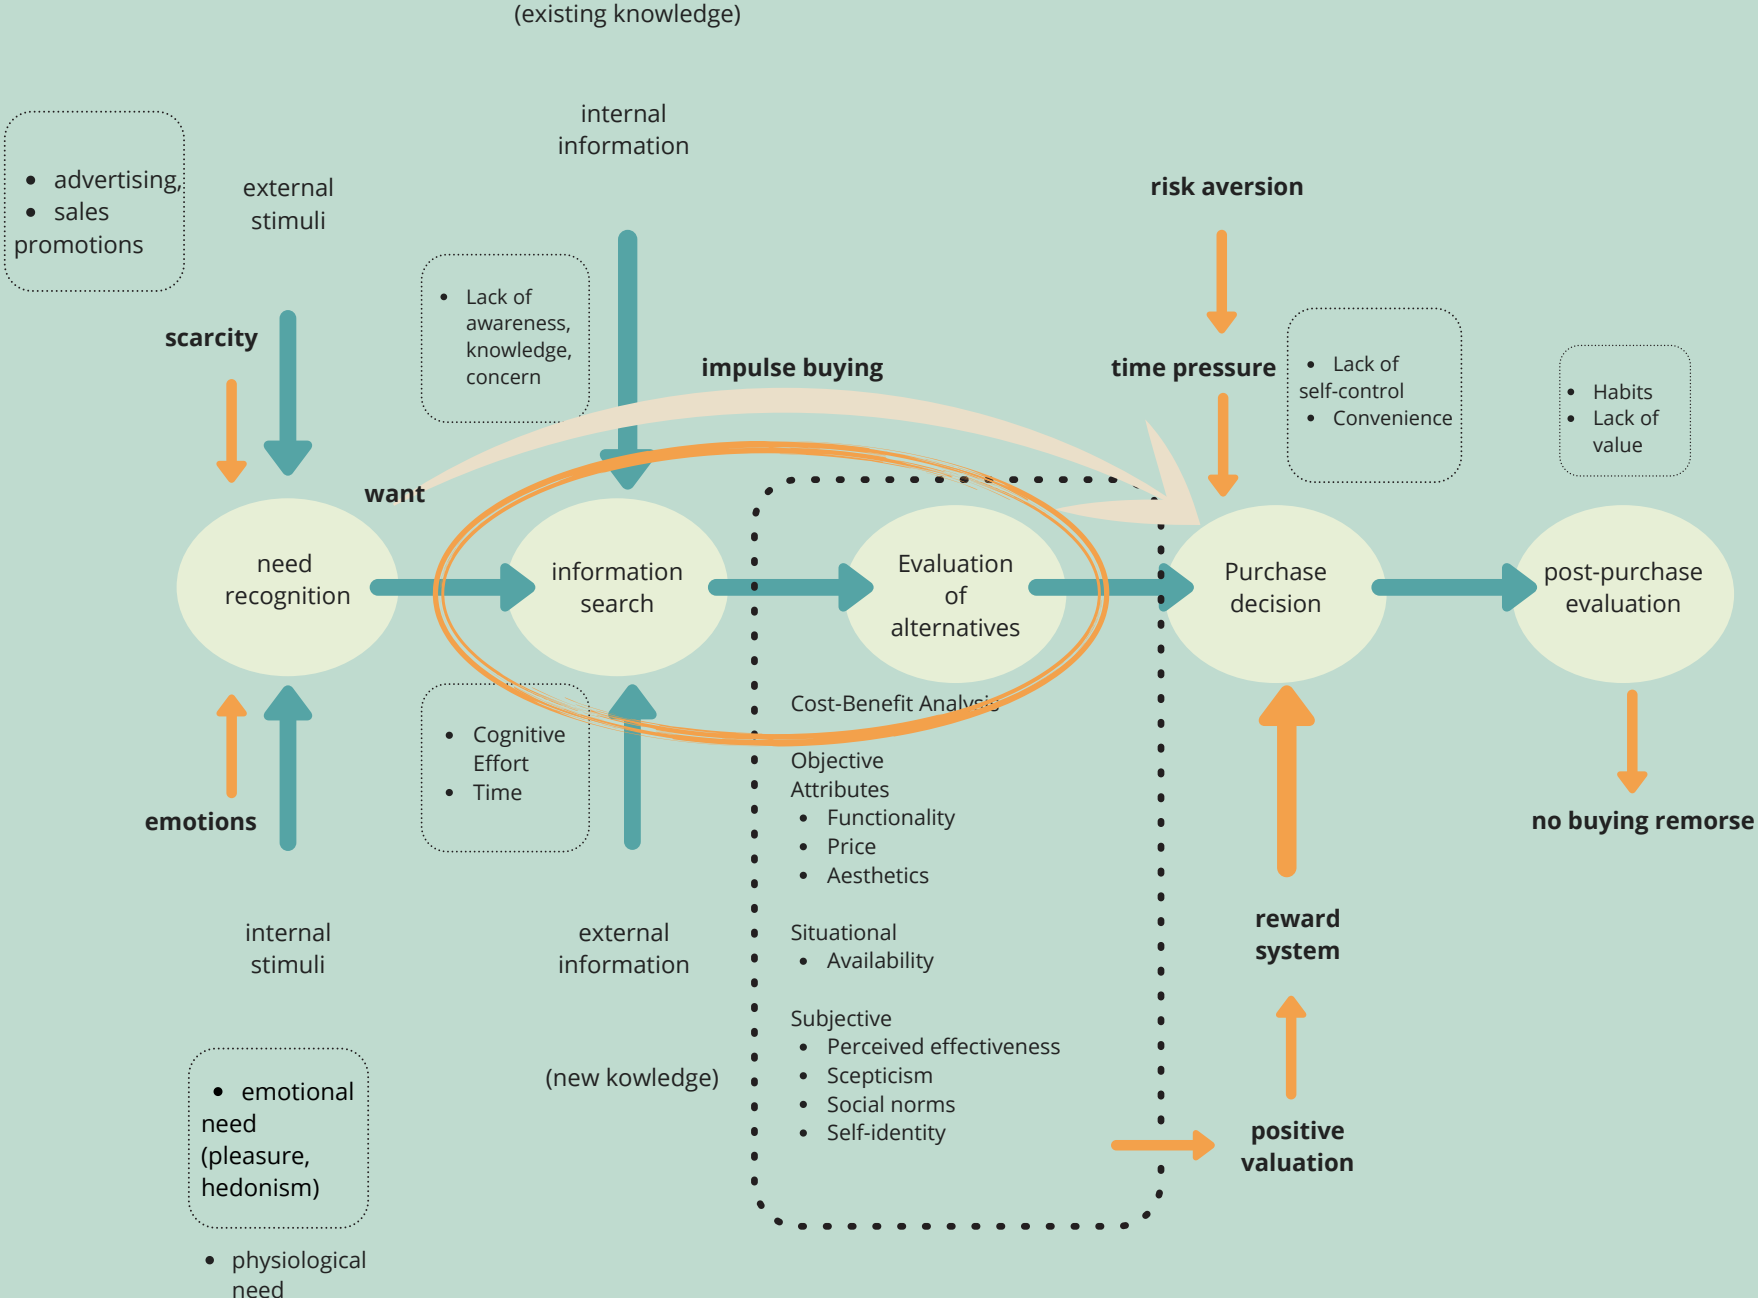 (existing knowledge)
internal
information
• advertising,
• sales
promotions
external
stimuli
risk aversion
• Lack of
awareness,
knowledge,
concern
scarcity
impulse buying
time pressure
• Lack of
self-control
• Convenience
• Habits
• Lack of
value
want
need
recognition
information
search
Evaluation
of
alternatives
Purchase
decision
post-purchase
evaluation
• Cognitive
Effort
• Time
Cost-Benefit Analysis
Objective
Attributes
• Functionality
• Price
• Aesthetics
Situational
• Availability
Subjective
• Perceived effectiveness
• Scepticism
• Social norms
• Self-identity
emotions
no buying remorse
internal
stimuli
external
information
reward
system
• emotional
need
(pleasure,
hedonism)
(new kowledge)
positive
valuation
• physiological
need